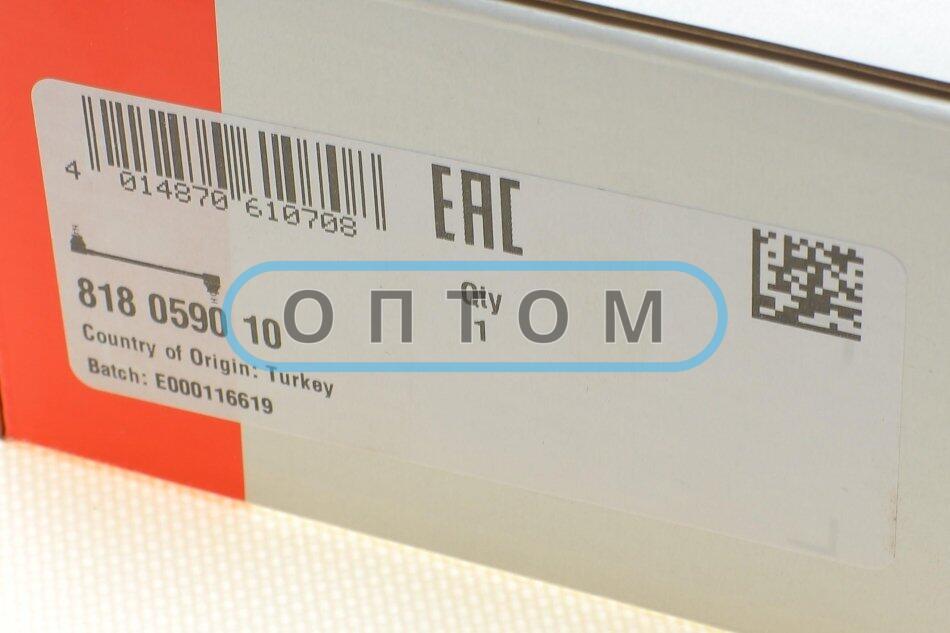 4 014870 610708
EAC
818 0590 10
Qty
1
Country of Origin: Turkey
Batch: E000116619
ОПТОМ